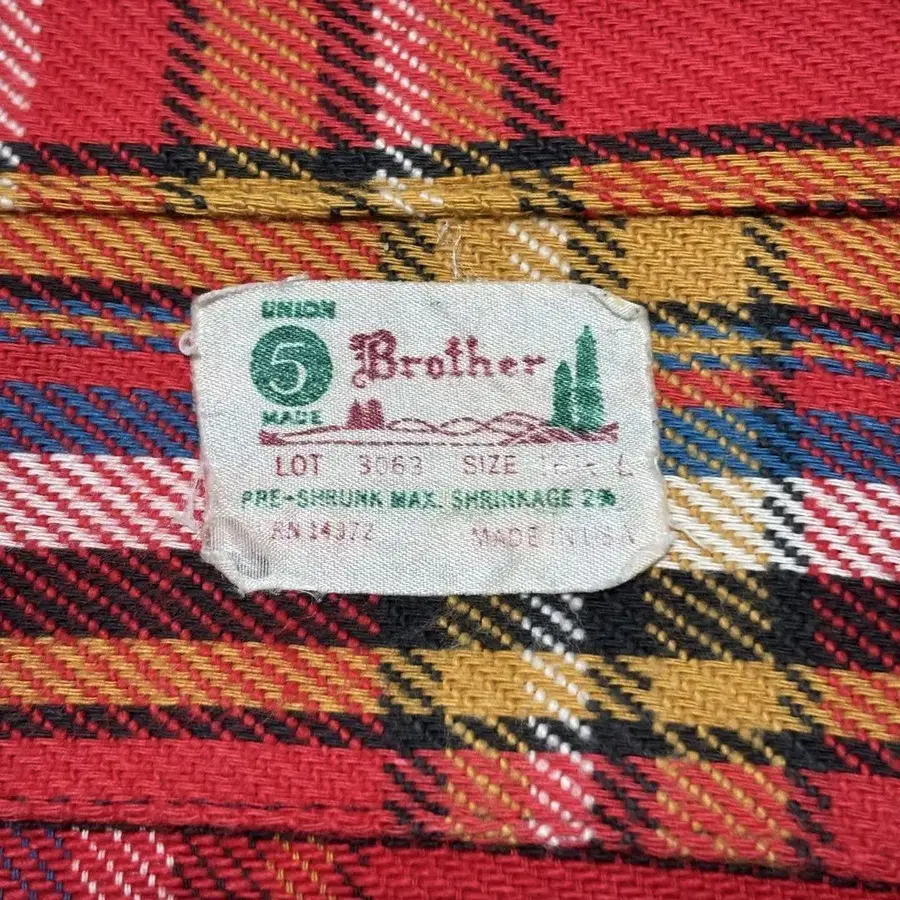 UNION
5 Brother
MADE
LOT 3063 SIZE L
PRE-SHRUNK MAX. SHRINKAGE 2%
RN 14372 MADE IN U.S.A